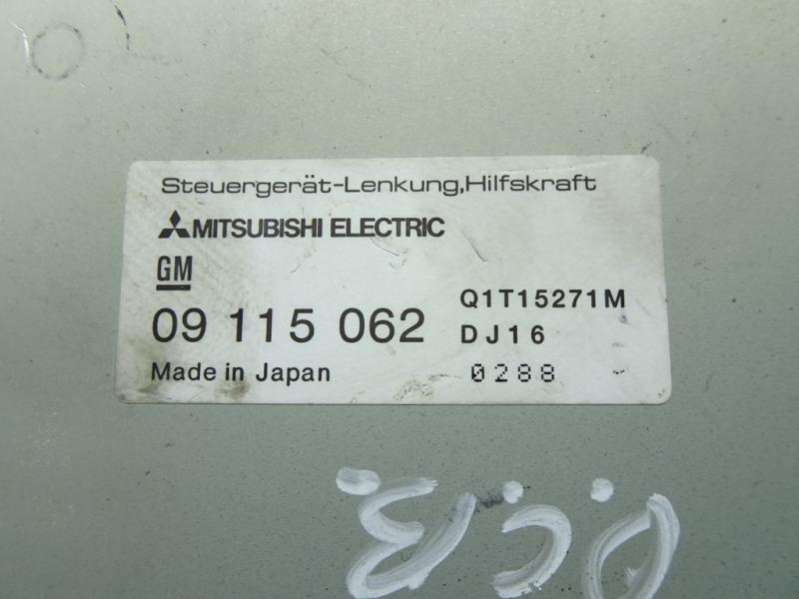 Steuergerät-Lenkung,Hilfskraft
MITSUBISHI ELECTRIC
GM
09 115 062 Q1T15271M
DJ16
Made in Japan 0288